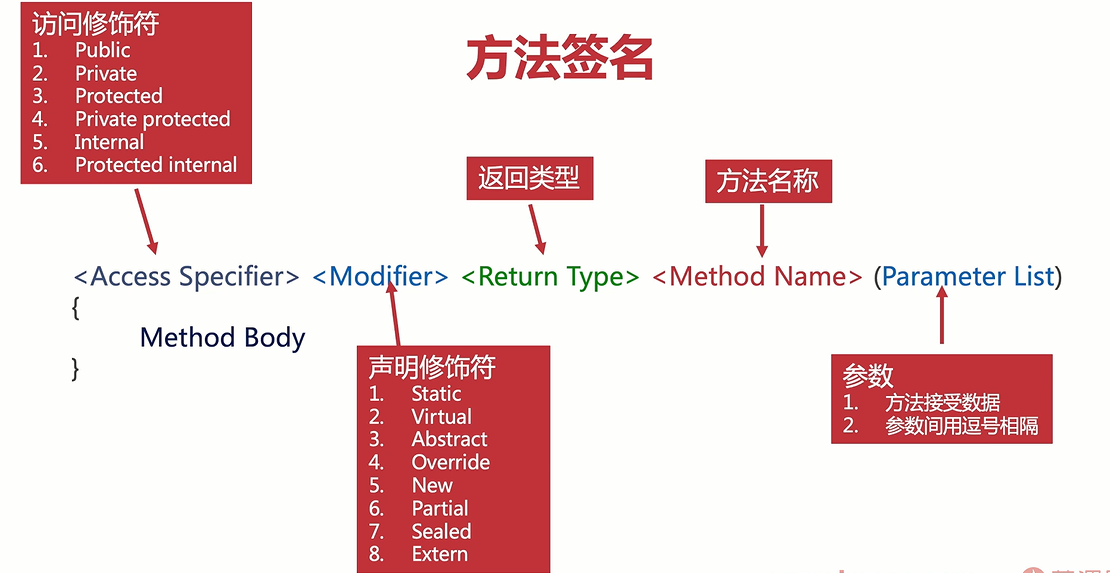 访问修饰符
1. Public
2. Private
3. Protected
4. Private protected
5. Internal
6. Protected internal
方法签名
返回类型
方法名称
<Access Specifier> <Modifier> <Return Type> <Method Name> (Parameter List)
{
Method Body
}
声明修饰符
1. Static
2. Virtual
3. Abstract
4. Override
5. New
6. Partial
7. Sealed
8. Extern
参数
1. 方法接受数据
2. 参数间用逗号相隔